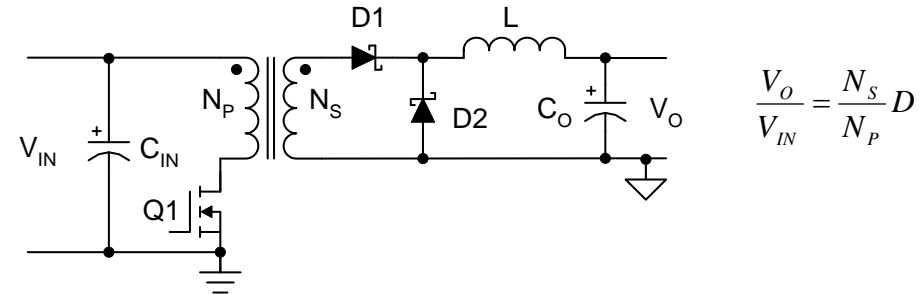 D1
L
N_P
N_S
D2
+
C_O
V_O
V_IN
+
C_IN
Q1
V_O / V_IN = N_S / N_P D